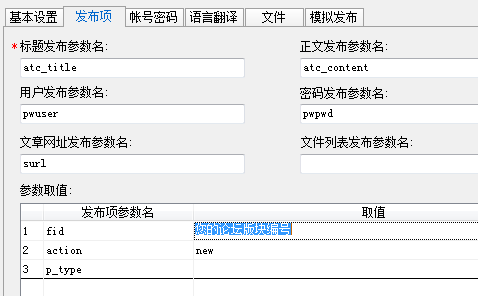 基本设置 发布项 帐号密码 语言翻译 文件 模拟发布
*标题发布参数名: 正文发布参数名:
atc_title atc_content
用户发布参数名: 密码发布参数名:
pwuser pwpwd
文章网址发布参数名: 文件列表发布参数名:
surl
参数取值:
发布项参数名 取值
1 fid 您的论坛版块编号
2 action new
3 p_type